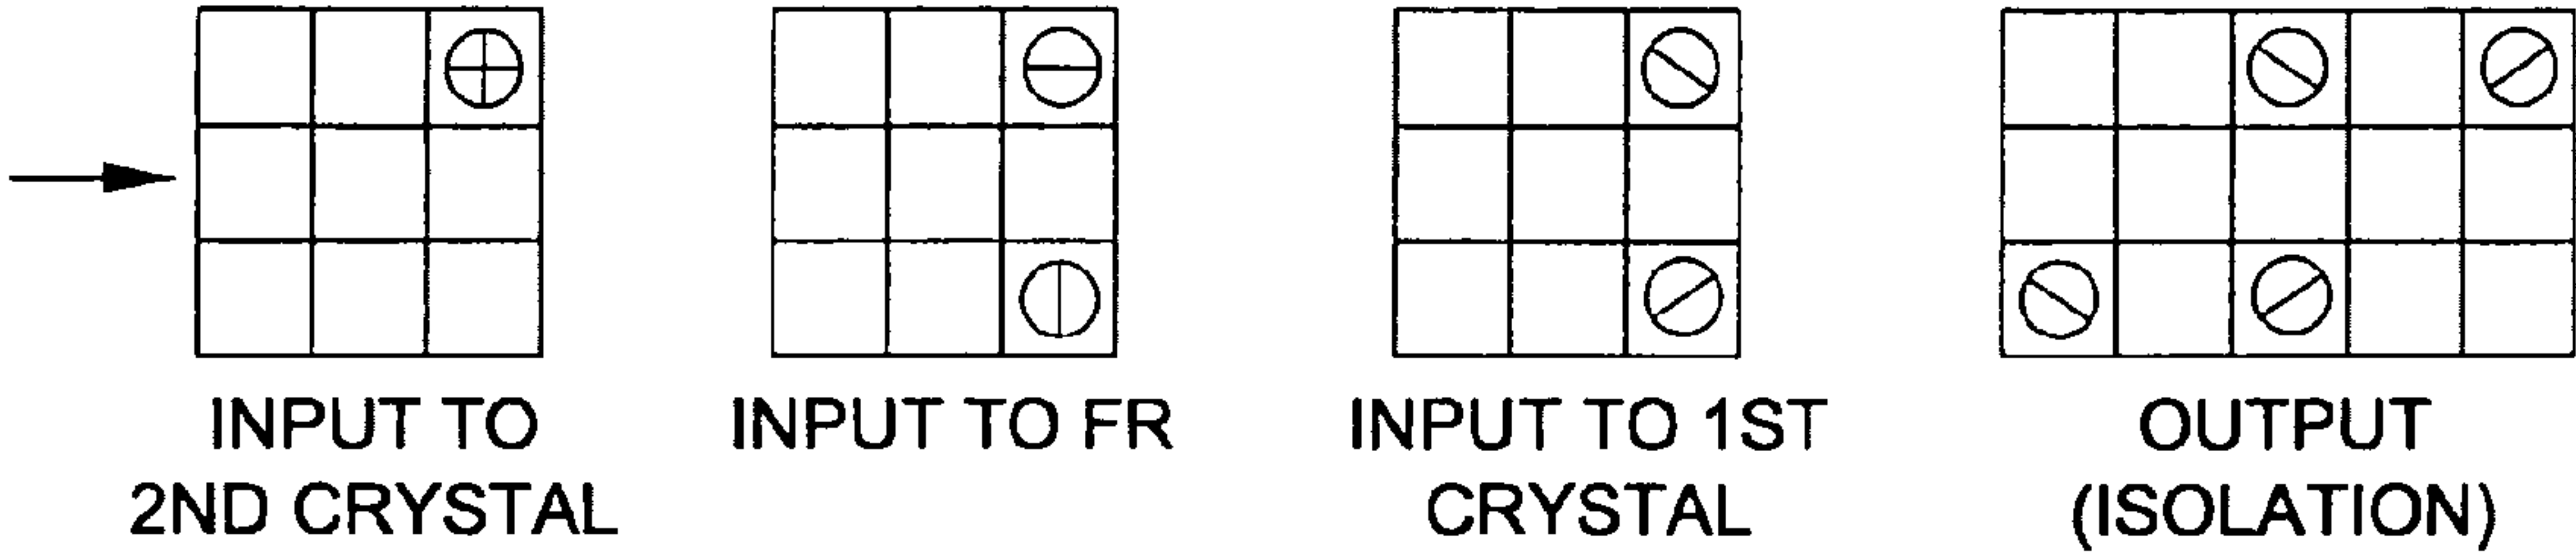 INPUT TO
2ND CRYSTAL
INPUT TO FR
INPUT TO 1ST
CRYSTAL
OUTPUT
(ISOLATION)